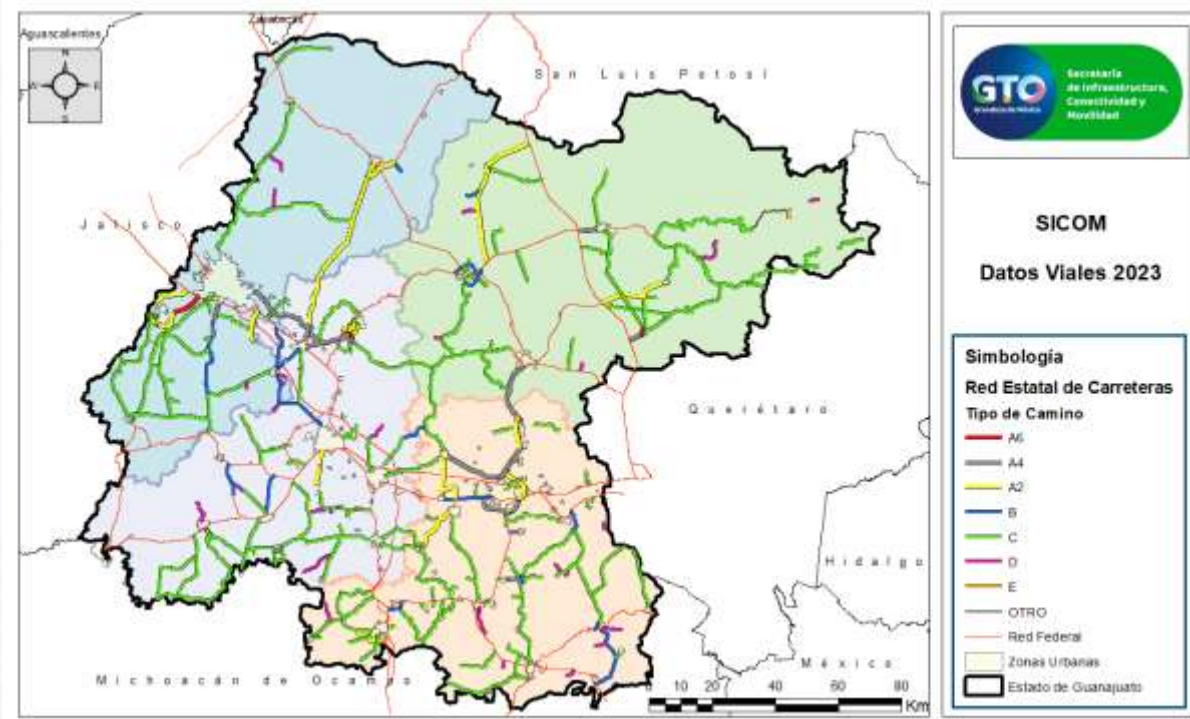 Zacatecas
Aguascalientes
N
W E
S
San Luis Potosí
Jalisco
Querétaro
Hidalgo
México
Michoacán de Ocampo
0 10 20 40 60 80
Km
GTO
Secretaría
de Infraestructura,
Conectividad y
Movilidad
SICOM
Datos Viales 2023
Simbología
Red Estatal de Carreteras
Tipo de Camino
A6
A4
A2
B
C
D
E
OTRO
Red Federal
Zonas Urbanas
Estado de Guanajuato